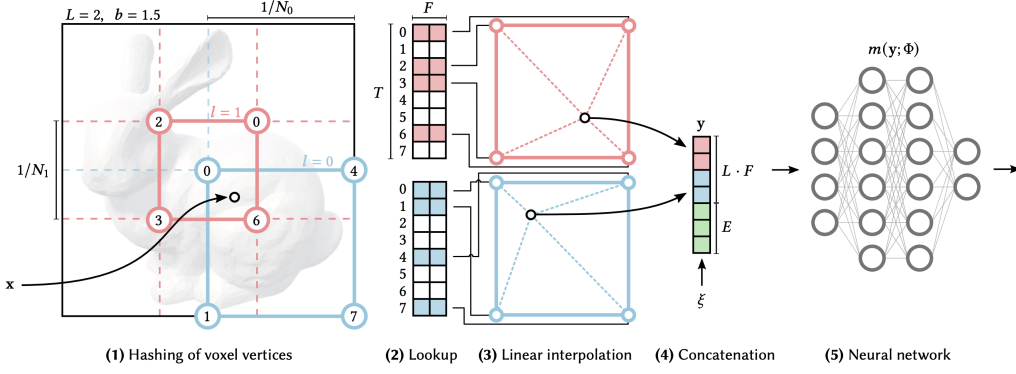 L = 2, b = 1.5
1/N₀
l = 1
2
0
l = 0
0
4
1/N₁
3
6
x
1
7
(1) Hashing of voxel vertices
F
T
0
1
2
3
4
5
6
7
0
1
2
3
4
5
6
7
(2) Lookup
(3) Linear interpolation
y
L · F
E
ξ
(4) Concatenation
m(y; Φ)
(5) Neural network